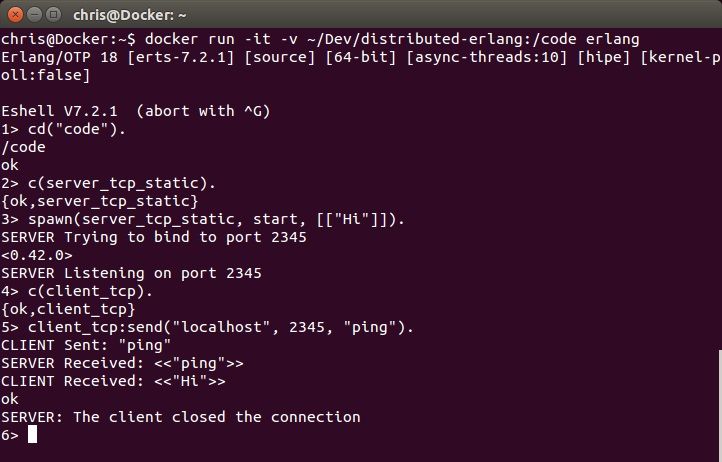 chris@Docker: ~
chris@Docker:~$ docker run -it -v ~/Dev/distributed-erlang:/code erlang
Erlang/OTP 18 [erts-7.2.1] [source] [64-bit] [async-threads:10] [hipe] [kernel-p
oll:false]
Eshell V7.2.1  (abort with ^G)
1> cd("code").
/code
ok
2> c(server_tcp_static).
{ok,server_tcp_static}
3> spawn(server_tcp_static, start, [["Hi"]]).
SERVER Trying to bind to port 2345
<0.42.0>
SERVER Listening on port 2345
4> c(client_tcp).
{ok,client_tcp}
5> client_tcp:send("localhost", 2345, "ping").
CLIENT Sent: "ping"
SERVER Received: <<"ping">>
CLIENT Received: <<"Hi">>
ok
SERVER: The client closed the connection
6>